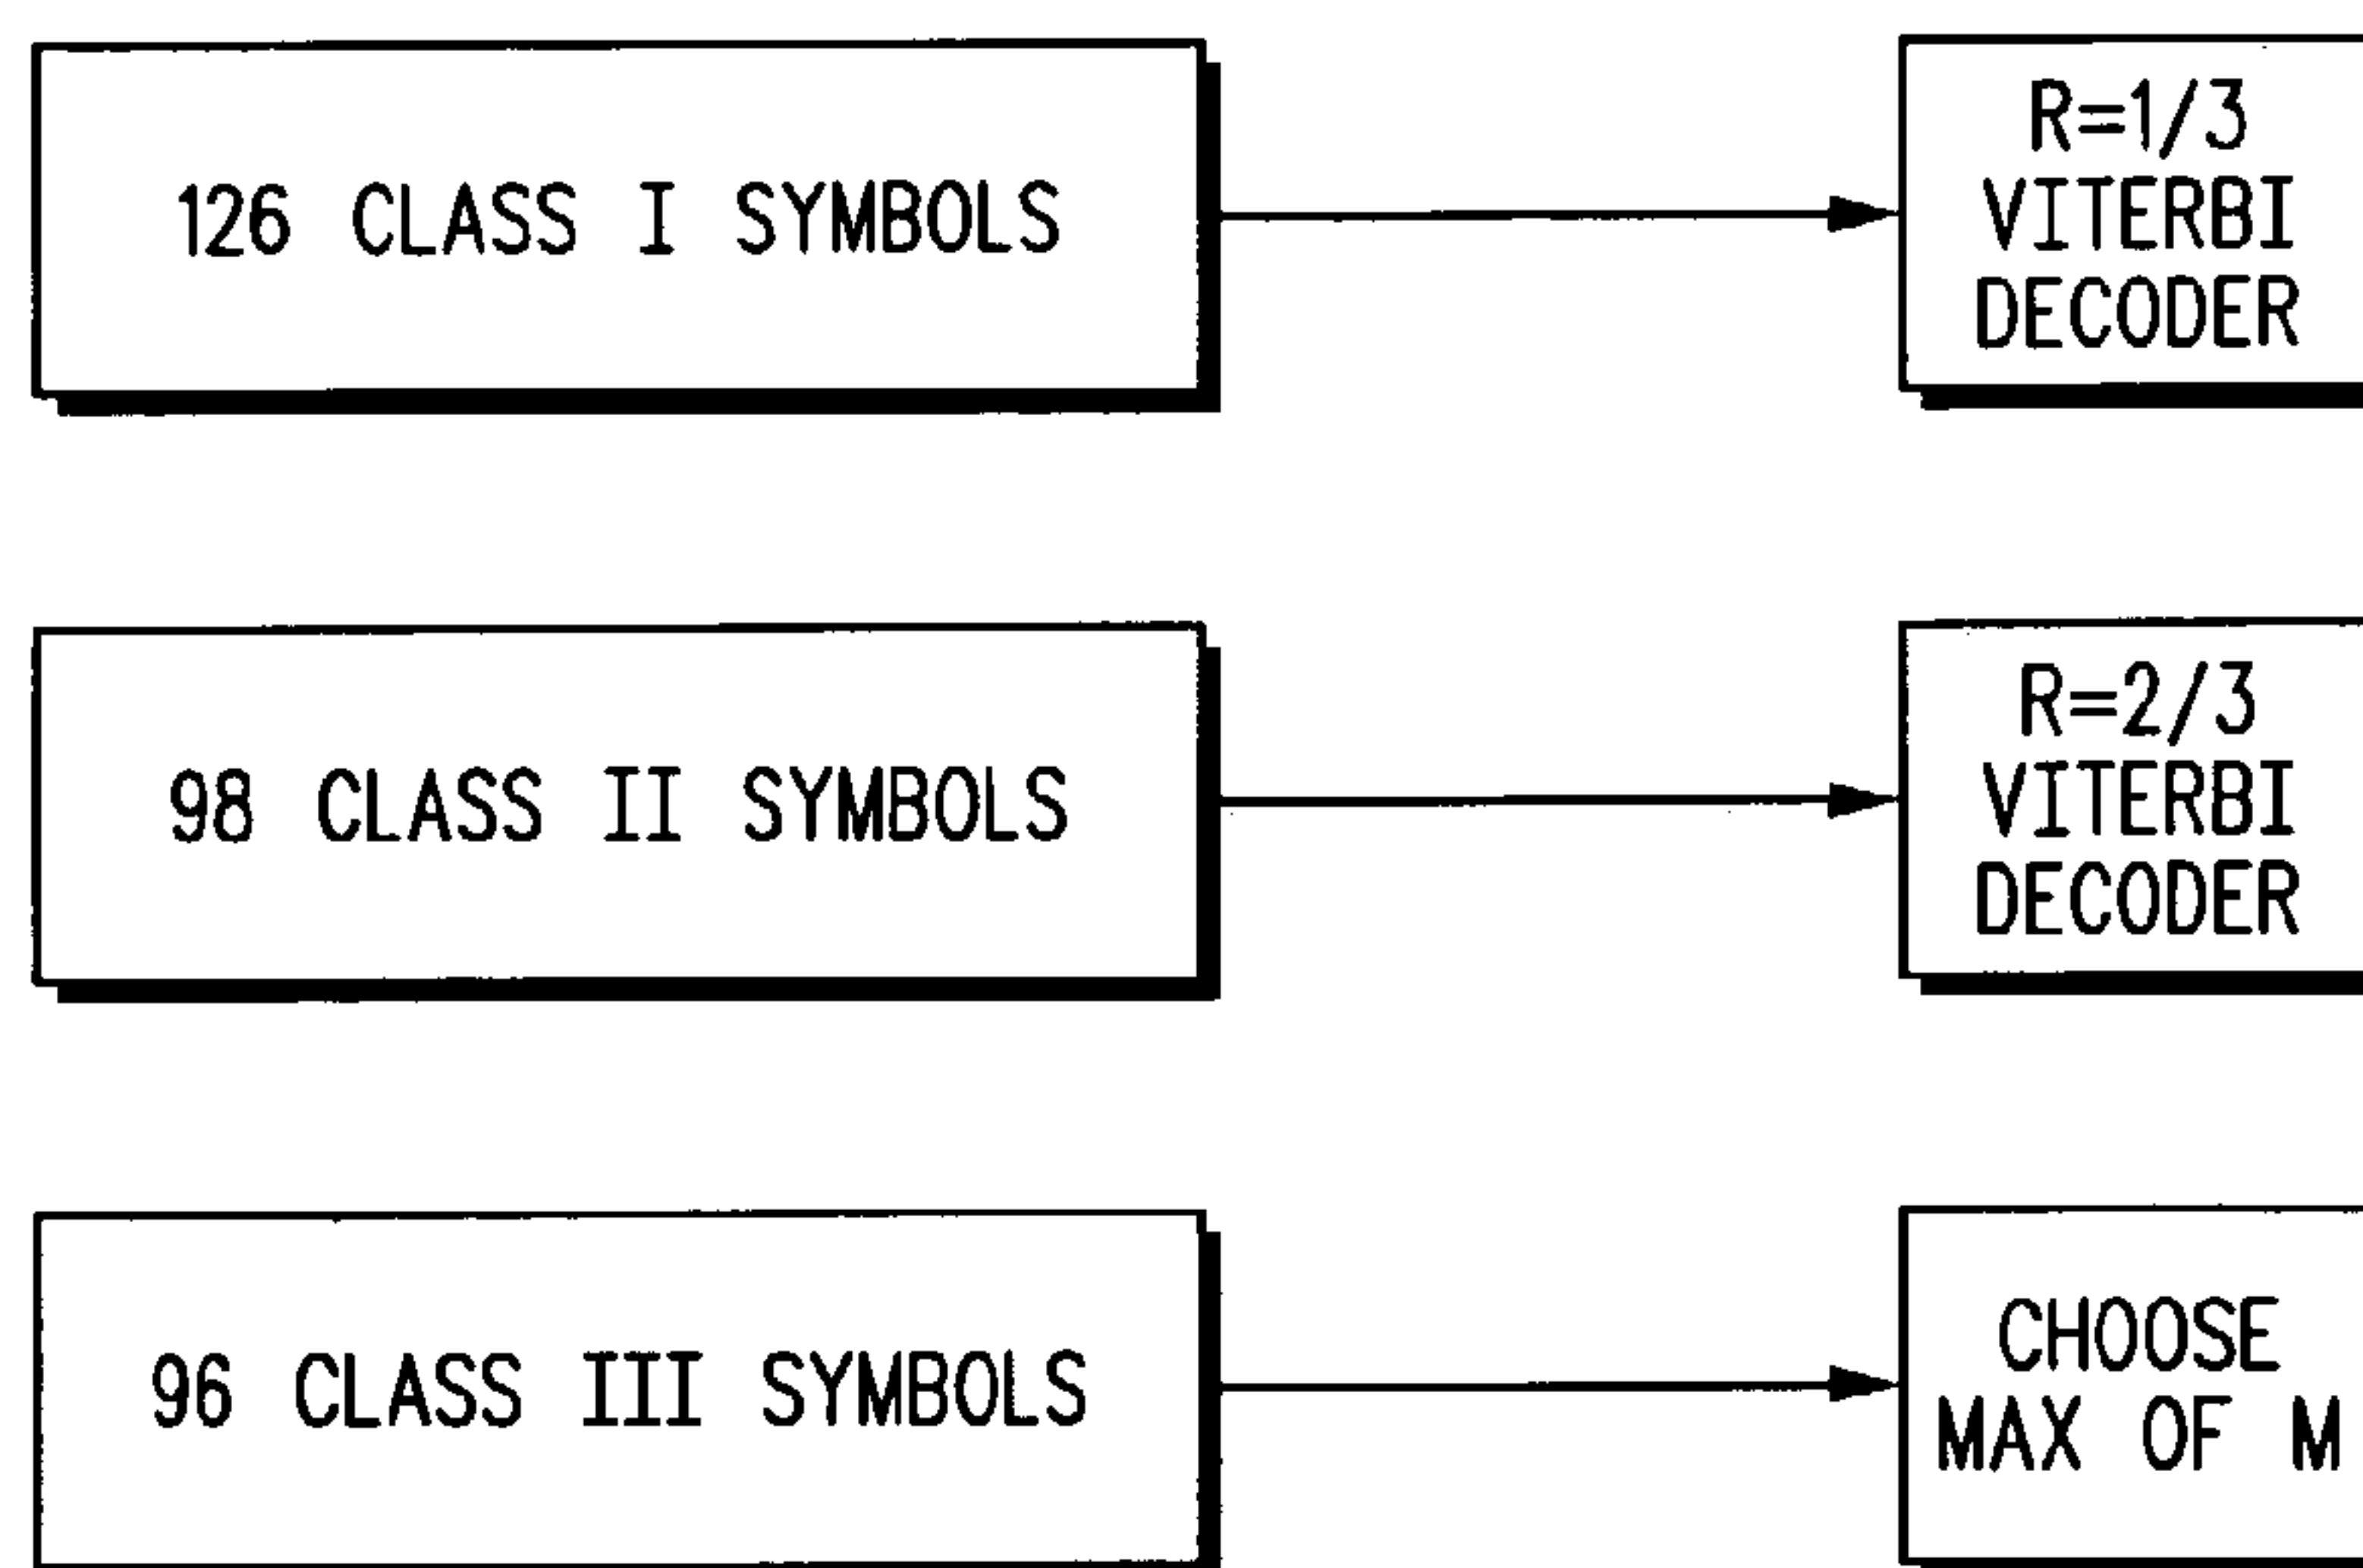 126 CLASS I SYMBOLS
R=1/3
VITERBI
DECODER
98 CLASS II SYMBOLS
R=2/3
VITERBI
DECODER
96 CLASS III SYMBOLS
CHOOSE
MAX OF M